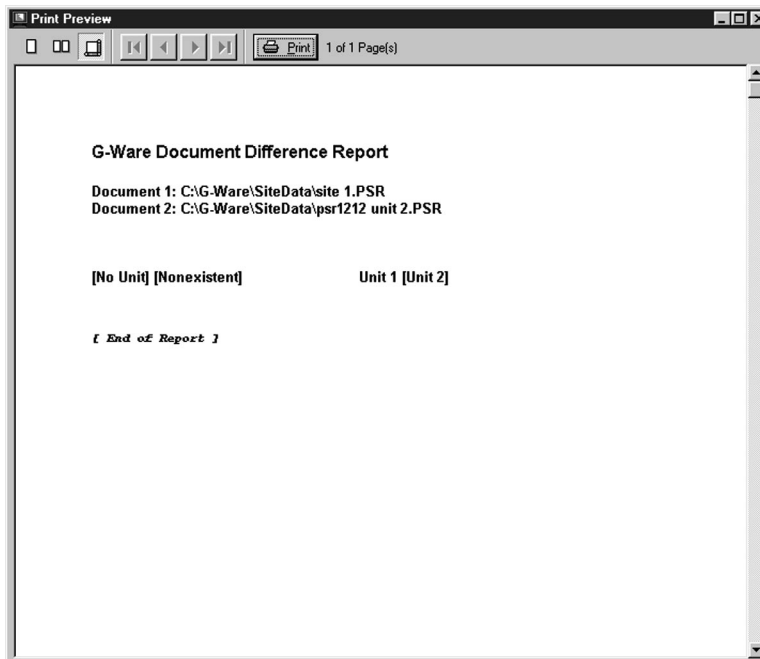 Print Preview
Print 1 of 1 Page(s)
G-Ware Document Difference Report
Document 1: C:\G-Ware\SiteData\site 1.PSR
Document 2: C:\G-Ware\SiteData\psr1212 unit 2.PSR
[No Unit] [Nonexistent] Unit 1 [Unit 2]
[ End of Report ]